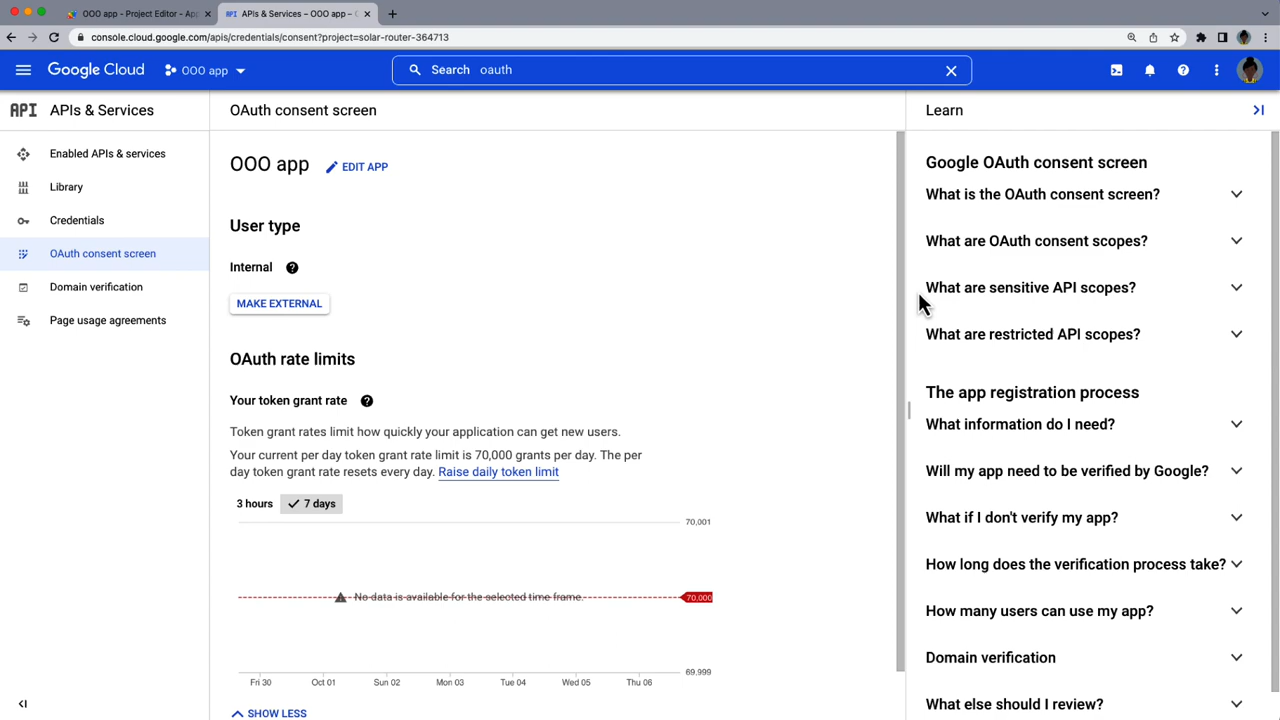 OOO app - Project Editor - App
API APIs & Services – OOO app –
console.cloud.google.com/apis/credentials/consent?project=solar-router-364713
Google Cloud
OOO app
Search oauth
API APIs & Services
Enabled APIs & services
Library
Credentials
OAuth consent screen
Domain verification
Page usage agreements
OAuth consent screen
OOO app
EDIT APP
User type
Internal
MAKE EXTERNAL
OAuth rate limits
Your token grant rate
Token grant rates limit how quickly your application can get new users.
Your current per day token grant rate limit is 70,000 grants per day. The per
day token grant rate resets every day. Raise daily token limit
3 hours
7 days
70,001
No data is available for the selected time frame.
70,000
69,999
Fri 30
Oct 01
Sun 02
Mon 03
Tue 04
Wed 05
Thu 06
SHOW LESS
Learn
Google OAuth consent screen
What is the OAuth consent screen?
What are OAuth consent scopes?
What are sensitive API scopes?
What are restricted API scopes?
The app registration process
What information do I need?
Will my app need to be verified by Google?
What if I don't verify my app?
How long does the verification process take?
How many users can use my app?
Domain verification
What else should I review?